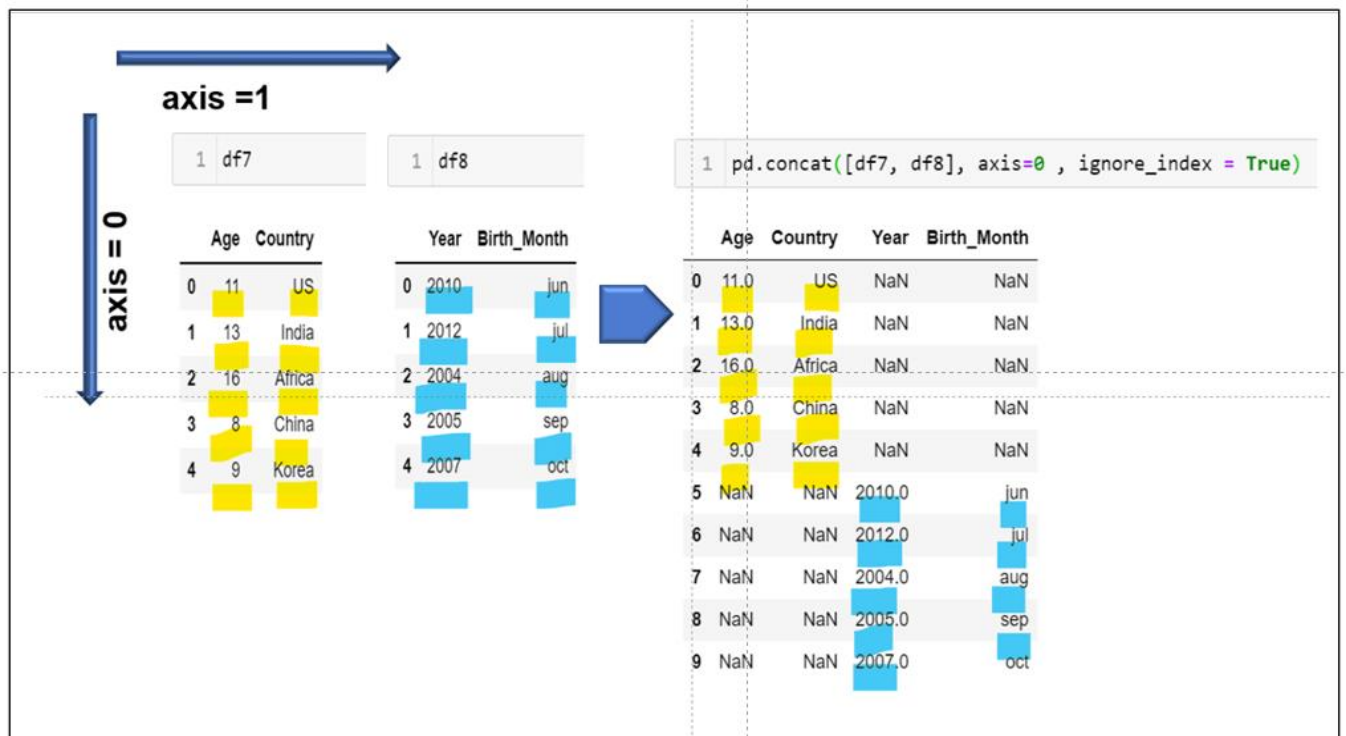 axis =1
axis = 0
1 df7
Age Country
0 11 US
1 13 India
2 16 Africa
3 8 China
4 9 Korea
1 df8
Year Birth_Month
0 2010 jun
1 2012 jul
2 2004 aug
3 2005 sep
4 2007 oct
1 pd.concat([df7, df8], axis=0 , ignore_index = True)
Age Country Year Birth_Month
0 11.0 US NaN NaN
1 13.0 India NaN NaN
2 16.0 Africa NaN NaN
3 8.0 China NaN NaN
4 9.0 Korea NaN NaN
5 NaN NaN 2010.0 jun
6 NaN NaN 2012.0 jul
7 NaN NaN 2004.0 aug
8 NaN NaN 2005.0 sep
9 NaN NaN 2007.0 oct